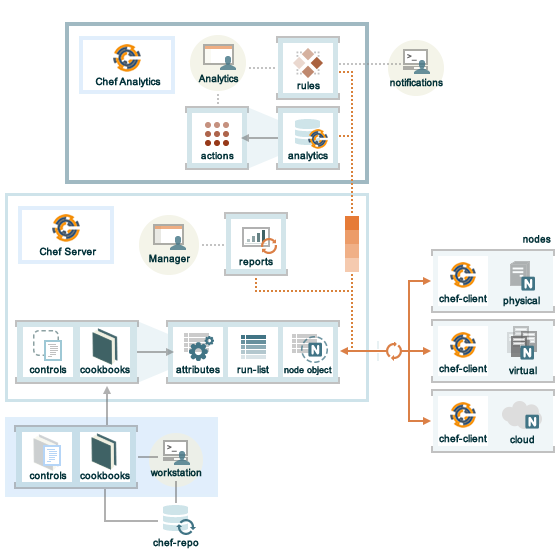 Chef Analytics
Analytics
rules
notifications
actions
analytics
Chef Server
Manager
reports
nodes
chef-client
physical
controls
cookbooks
attributes
run-list
node object
chef-client
virtual
chef-client
cloud
controls
cookbooks
workstation
chef-repo
>_
>_
N
N
N
N